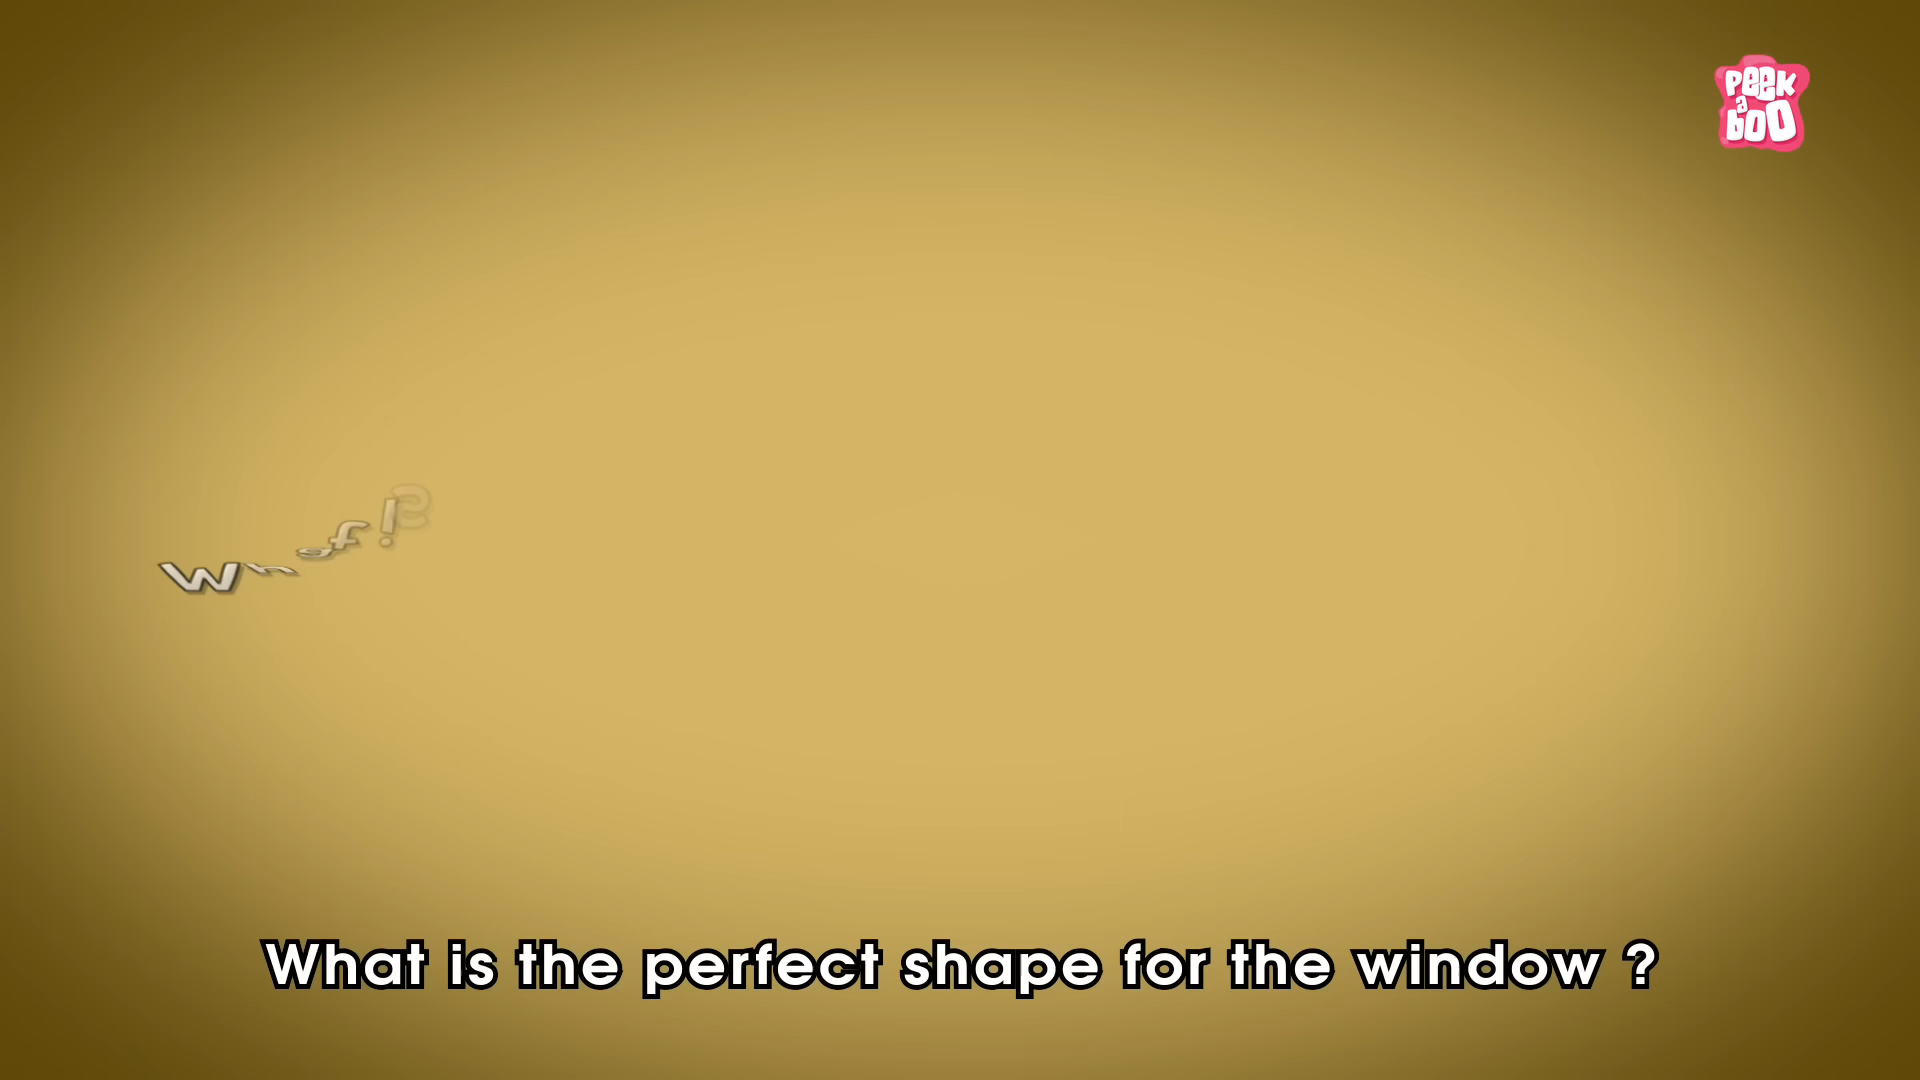 Peek
a
boo
What is the perfect shape for the window ?